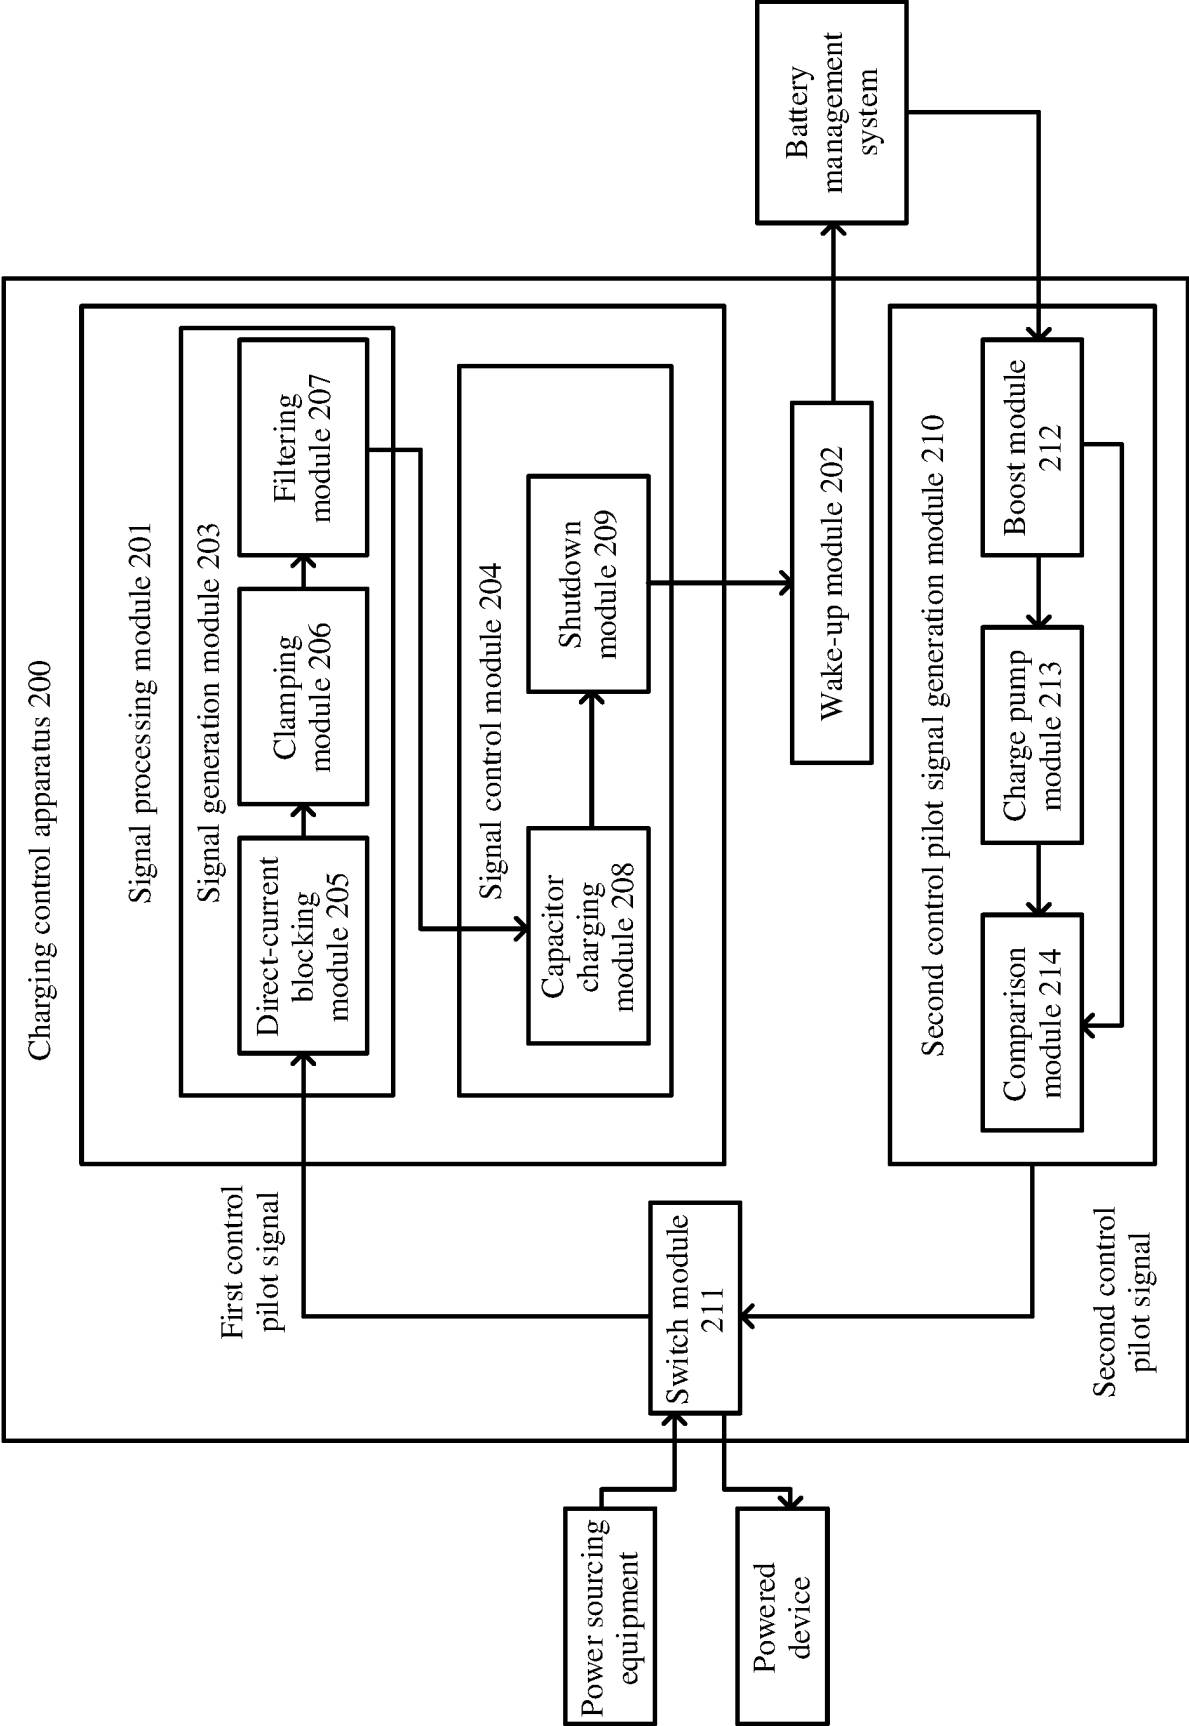 Charging control apparatus 200
Signal processing module 201
Signal generation module 203
Direct-current
blocking
module 205
Clamping
module 206
Filtering
module 207
First control
pilot signal
Signal control module 204
Capacitor
charging
module 208
Shutdown
module 209
Power sourcing
equipment
Switch module
211
Powered
device
Wake-up module 202
Battery
management
system
Second control pilot signal generation module 210
Comparison
module 214
Charge pump
module 213
Boost module
212
Second control
pilot signal